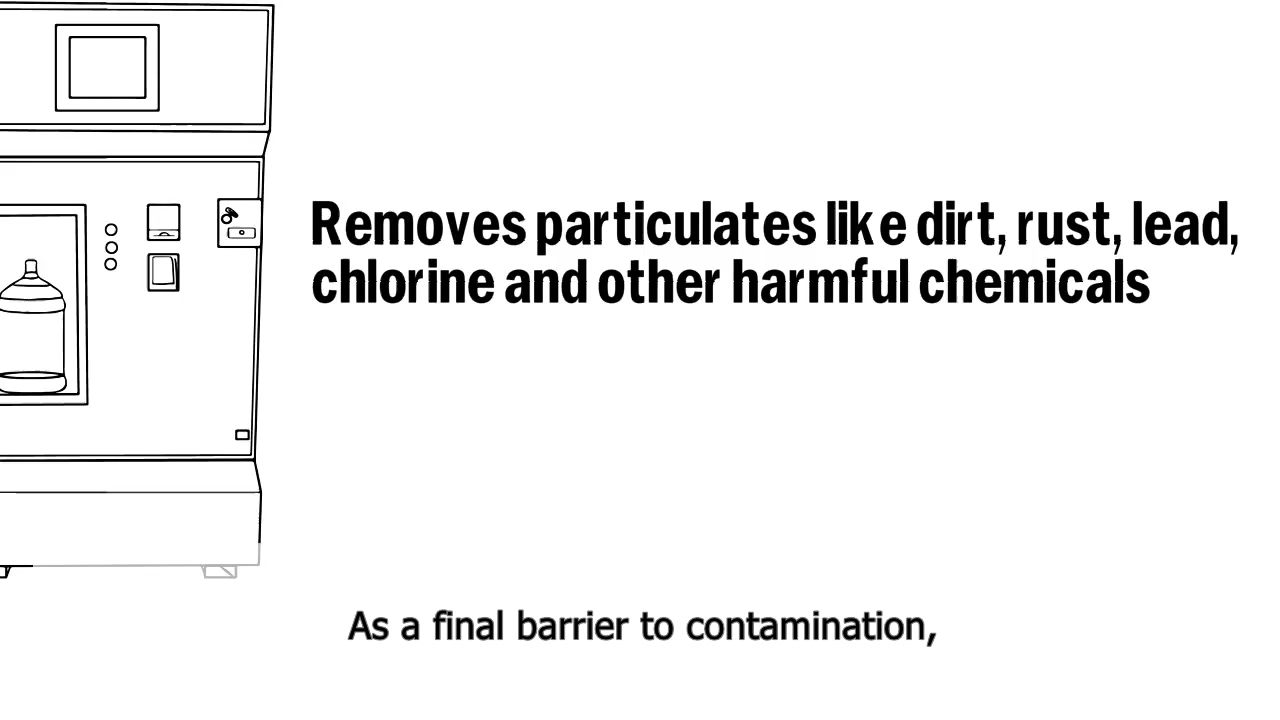 Removes particulates like dirt, rust, lead,
chlorine and other harmful chemicals
As a final barrier to contamination,